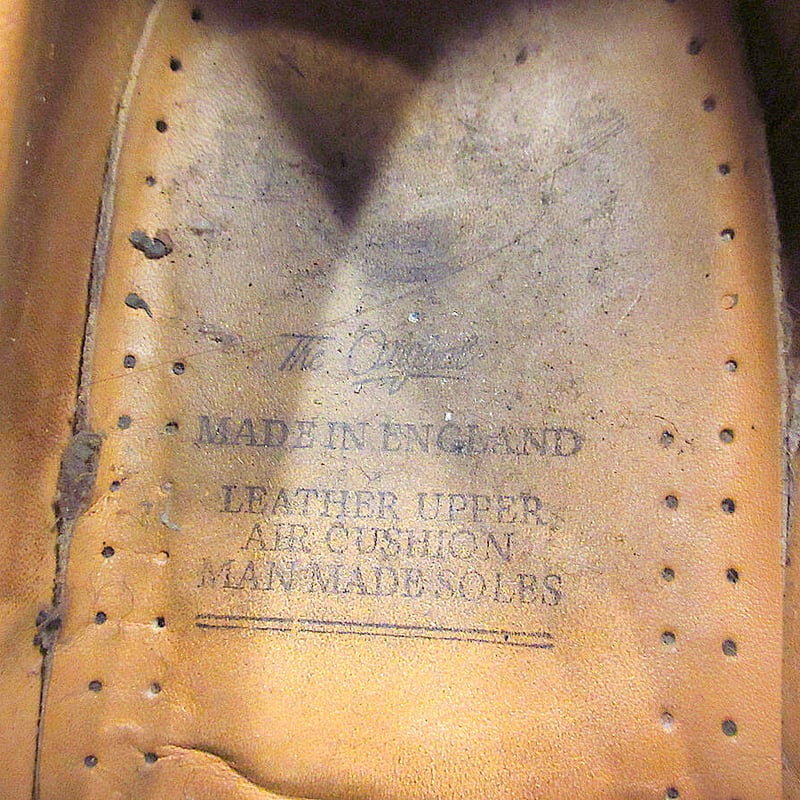 The Original
MADE IN ENGLAND
LEATHER UPPER
AIR CUSHION
MAN MADE SOLES